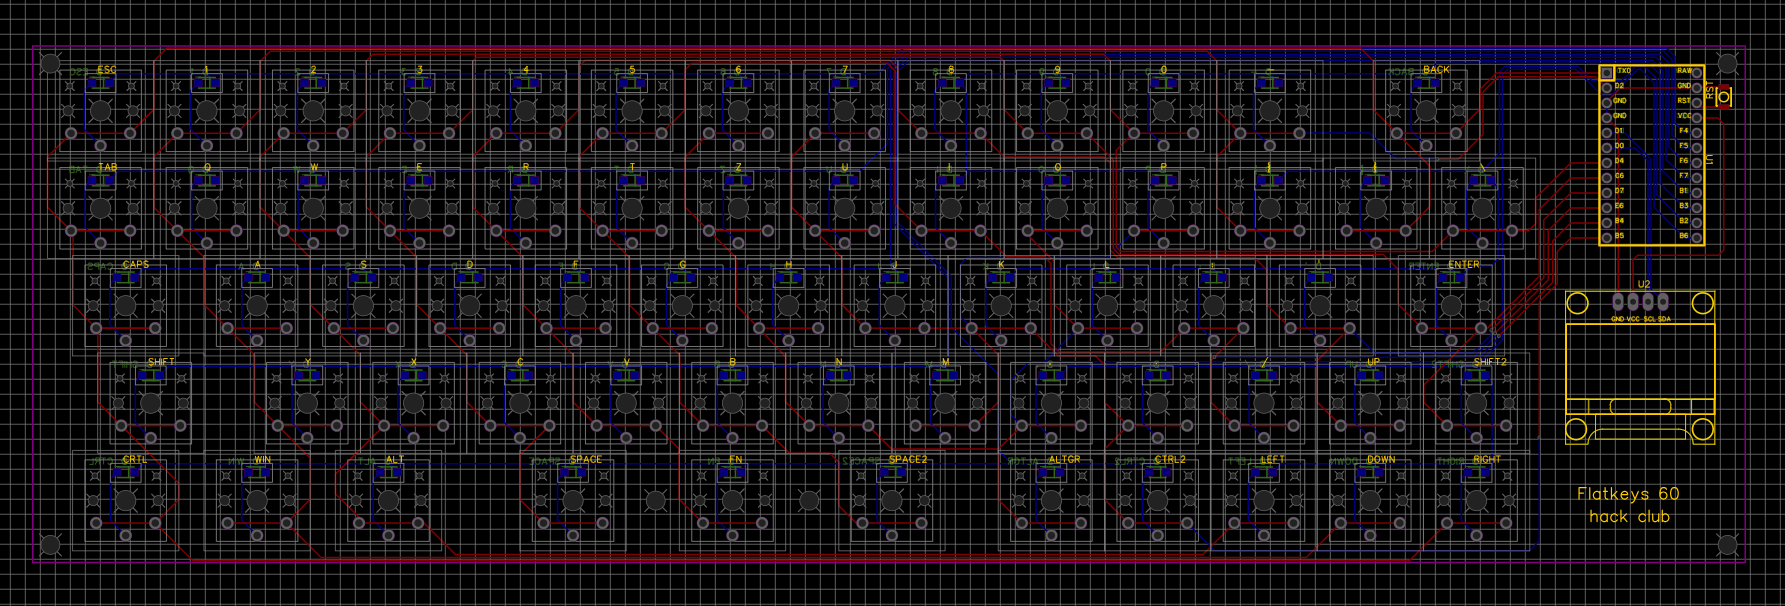 ESC 1 2 3 4 5 6 7 8 9 0 BACK
TAB Q W E R T Z U I O P
CAPS A S D F G H J K L ENTER
SHIFT Y X C V B N M / UP SHIFT2
CRTL WIN ALT SPACE FN SPACE2 ALTGR CTRL2 LEFT DOWN RIGHT
TX0 RAW
D2 GND
GND RST
GND VCC
D1 F4
D0 F5
D4 F6
C6 F7
D7 B1
E6 B3
B4 B2
B5 B6
RST
U1
U2
GND VCC SCL SDA
Flatkeys 60
hack club